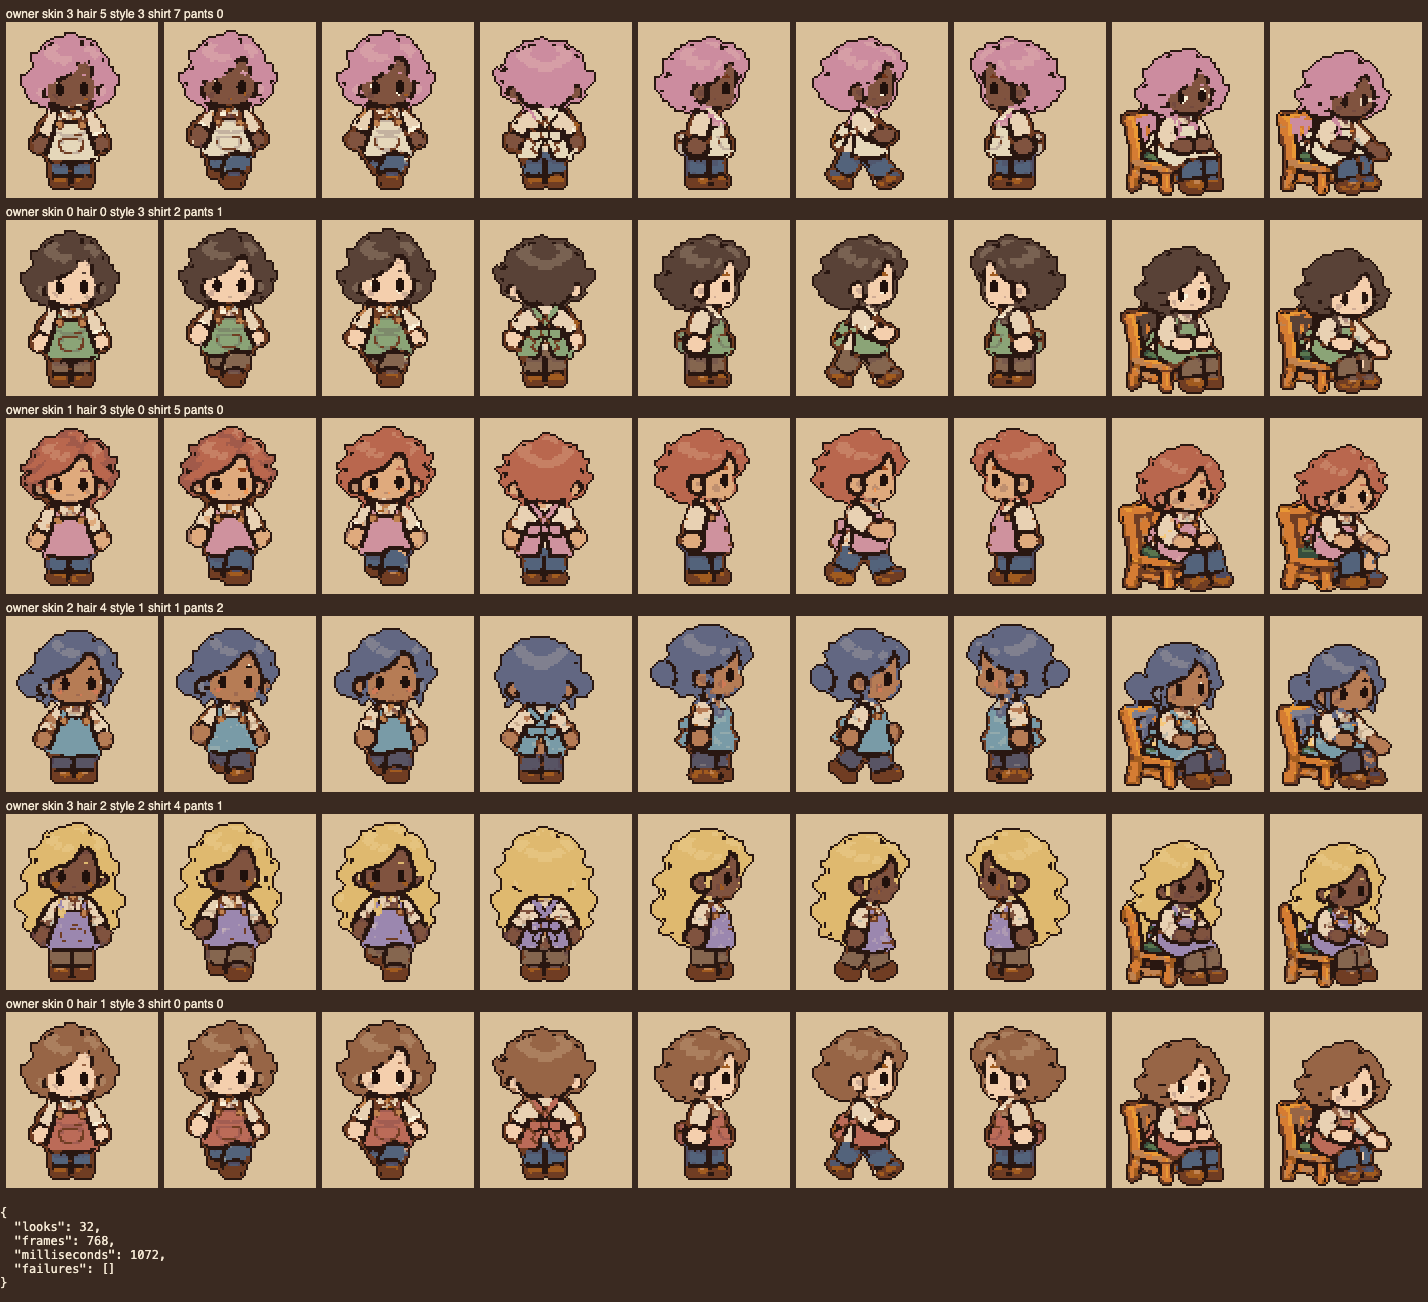 owner skin 3 hair 5 style 3 shirt 7 pants 0
owner skin 0 hair 0 style 3 shirt 2 pants 1
owner skin 1 hair 3 style 0 shirt 5 pants 0
owner skin 2 hair 4 style 1 shirt 1 pants 2
owner skin 3 hair 2 style 2 shirt 4 pants 1
owner skin 0 hair 1 style 3 shirt 0 pants 0
{
  "looks": 32,
  "frames": 768,
  "milliseconds": 1072,
  "failures": []
}